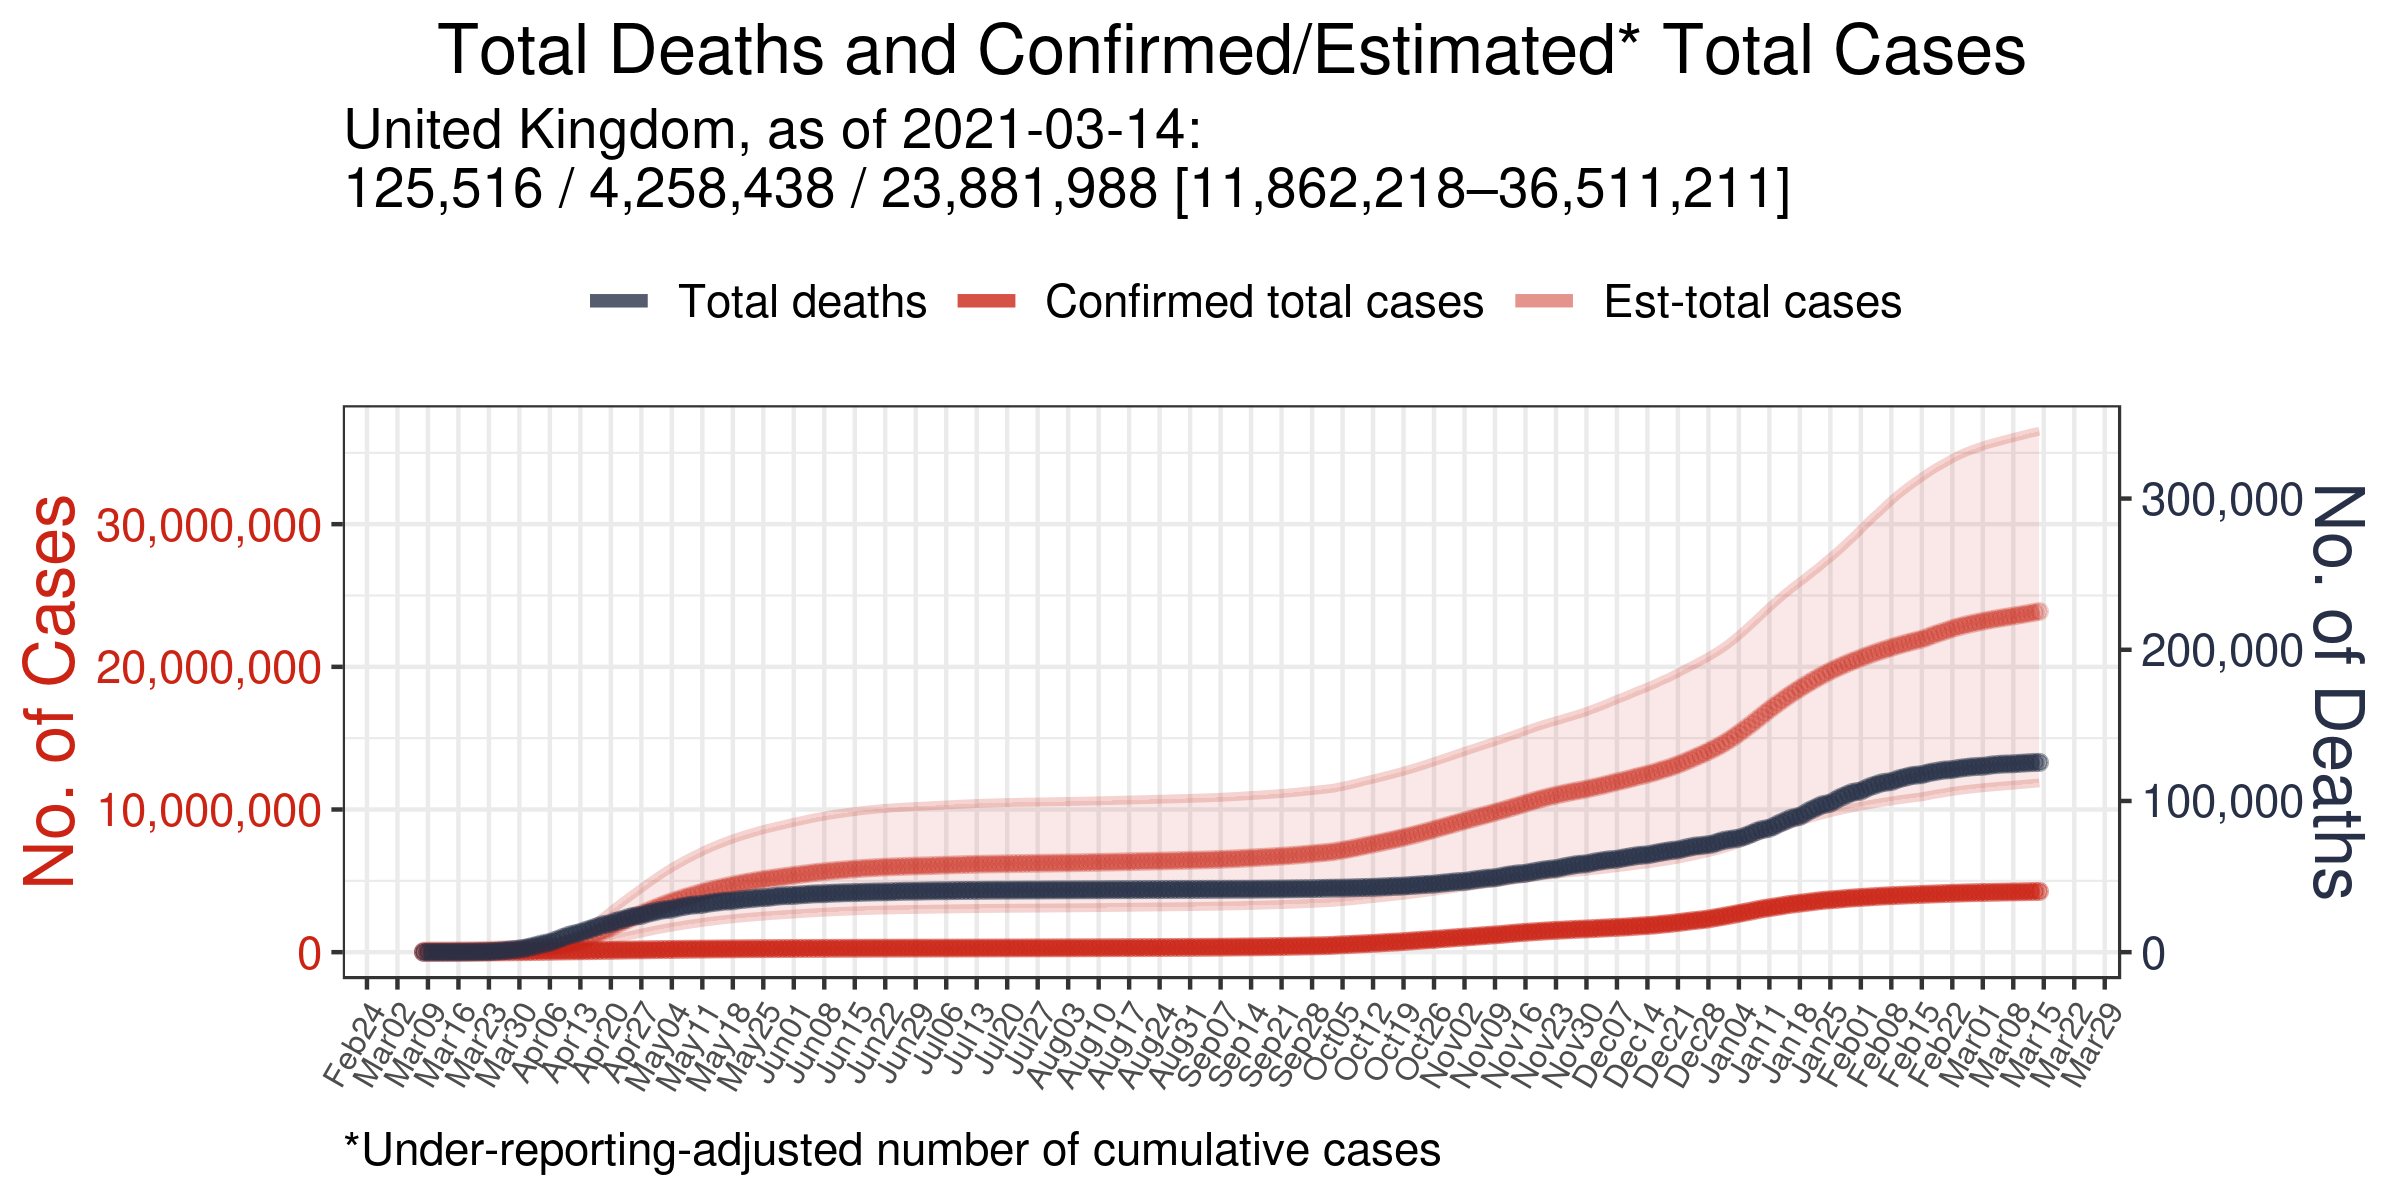 Total Deaths and Confirmed/Estimated* Total Cases
United Kingdom, as of 2021-03-14:
125,516 / 4,258,438 / 23,881,988 [11,862,218–36,511,211]
Total deaths
Confirmed total cases
Est-total cases
No. of Cases
30,000,000
20,000,000
10,000,000
0
300,000
200,000
100,000
0
No. of Deaths
Feb24
Mar02
Mar09
Mar16
Mar23
Mar30
Apr06
Apr13
Apr20
Apr27
May04
May11
May18
May25
Jun01
Jun08
Jun15
Jun22
Jun29
Jul06
Jul13
Jul20
Jul27
Aug03
Aug10
Aug17
Aug24
Aug31
Sep07
Sep14
Sep21
Sep28
Oct05
Oct12
Oct19
Oct26
Nov02
Nov09
Nov16
Nov23
Nov30
Dec07
Dec14
Dec21
Dec28
Jan04
Jan11
Jan18
Jan25
Feb01
Feb08
Feb15
Feb22
Mar01
Mar08
Mar15
Mar22
Mar29
*Under-reporting-adjusted number of cumulative cases